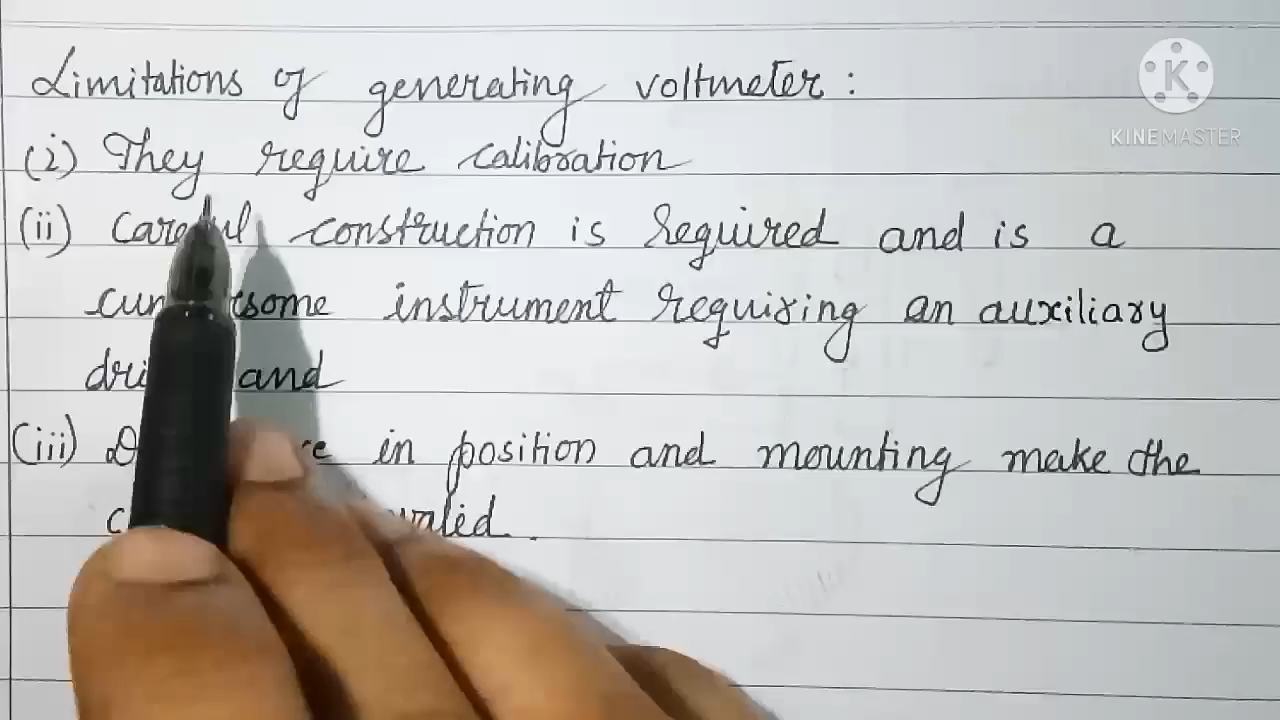 Limitations of generating voltmeter :
(i) They require calibration
(ii) Careful construction is required and is a
instrument requiring an auxiliary
and
(iii) in position and mounting make the
KINEMASTER